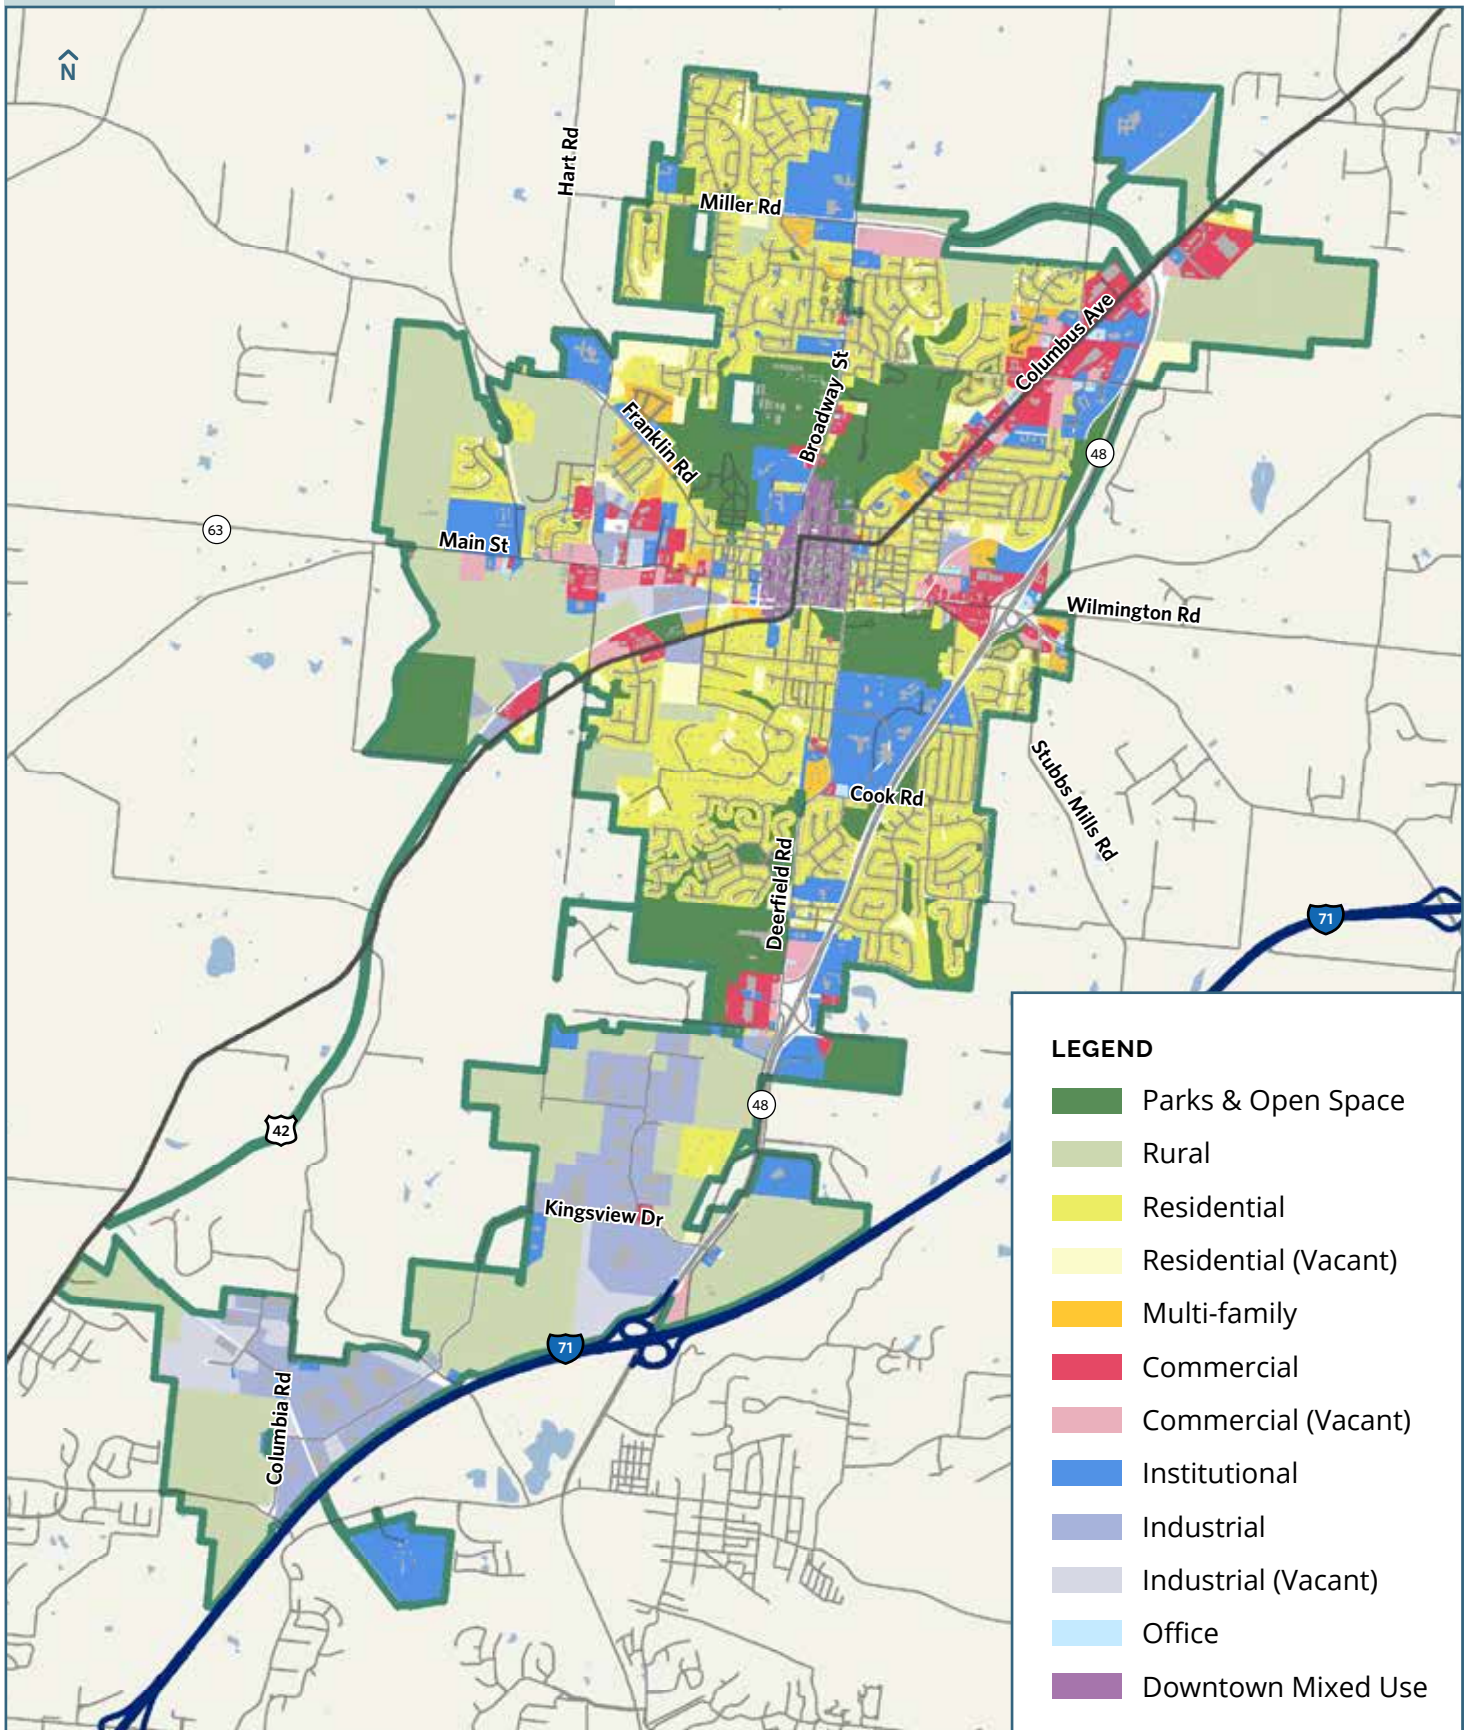 N
Hart Rd
Miller Rd
Columbus Ave
Broadway St
Franklin Rd
48
63
Main St
Wilmington Rd
Stubbs Mills Rd
Cook Rd
Deerfield Rd
71
48
42
Kingsview Dr
71
Columbia Rd
LEGEND
Parks & Open Space
Rural
Residential
Residential (Vacant)
Multi-family
Commercial
Commercial (Vacant)
Institutional
Industrial
Industrial (Vacant)
Office
Downtown Mixed Use